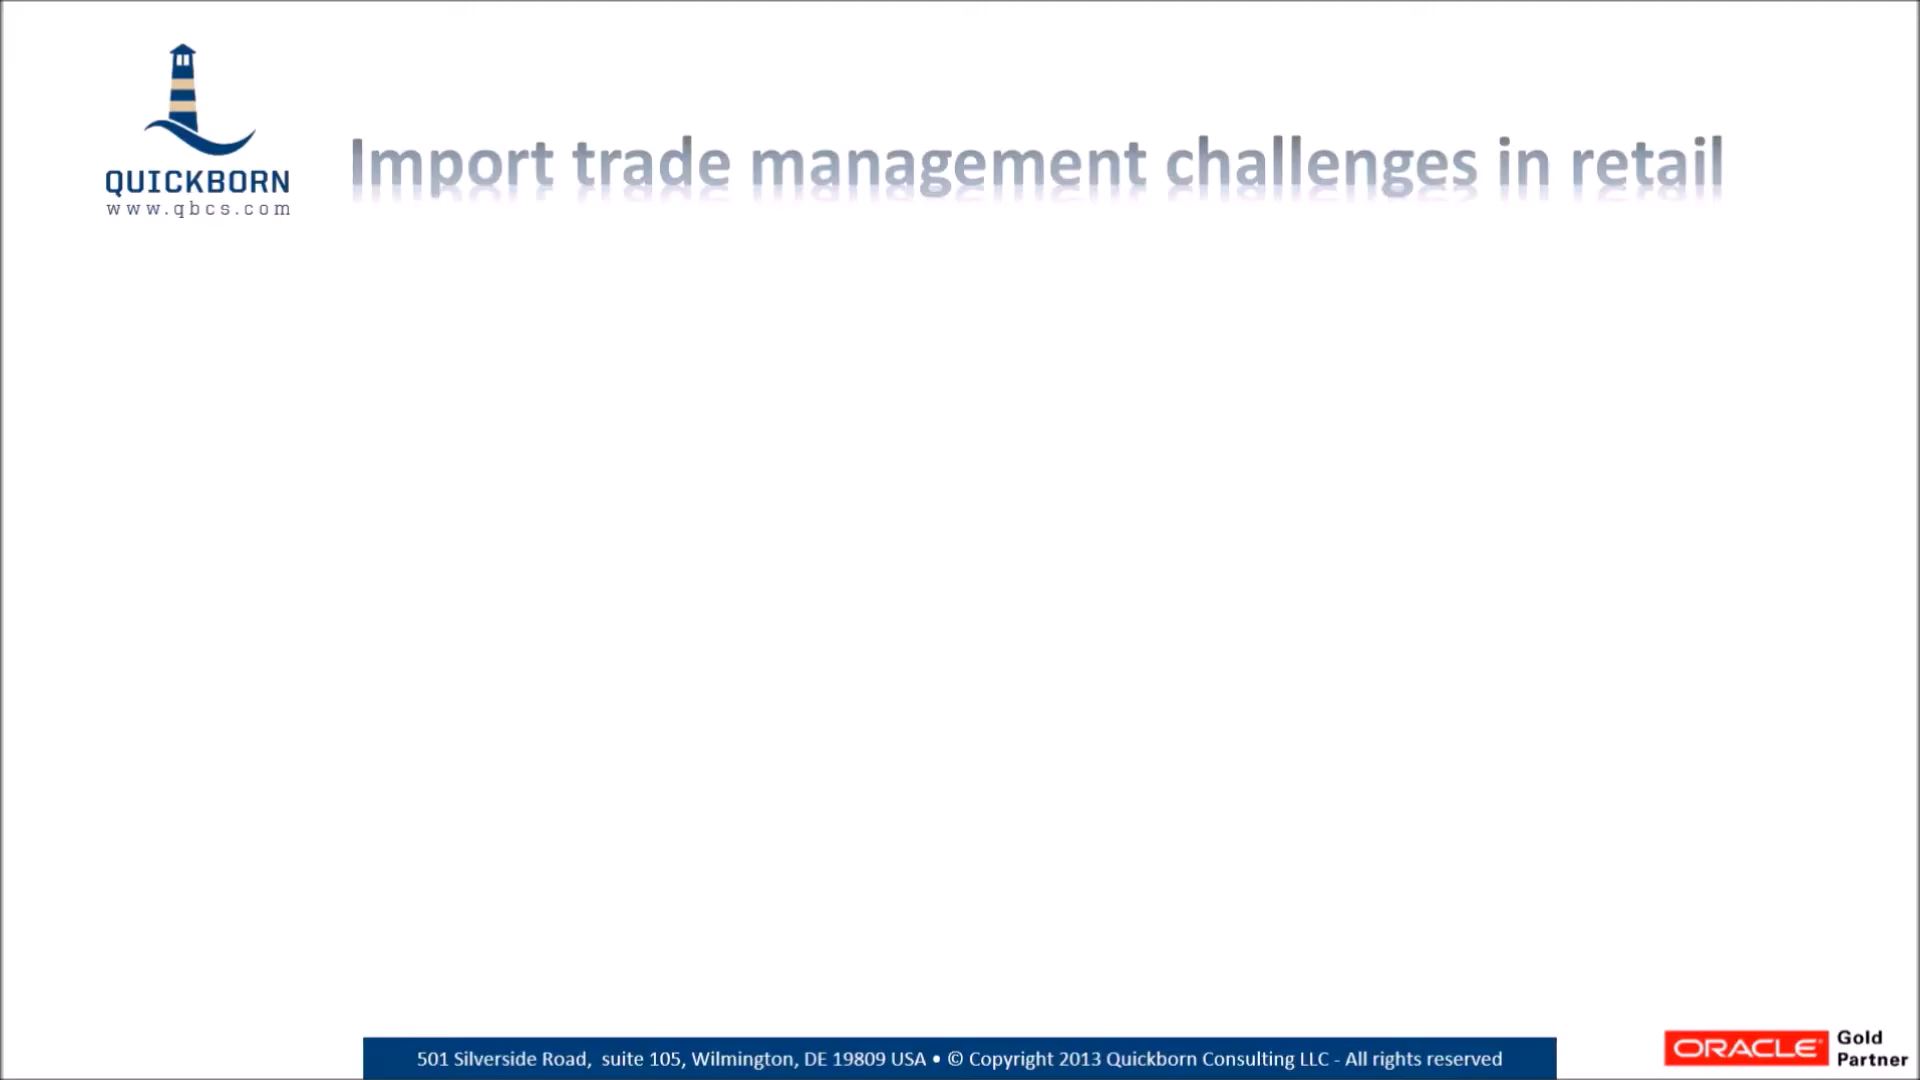 QUICKBORN
www.qbcs.com
Import trade management challenges in retail
501 Silverside Road,  suite 105, Wilmington, DE 19809 USA • © Copyright 2013 Quickborn Consulting LLC - All rights reserved
ORACLE®
Gold
Partner